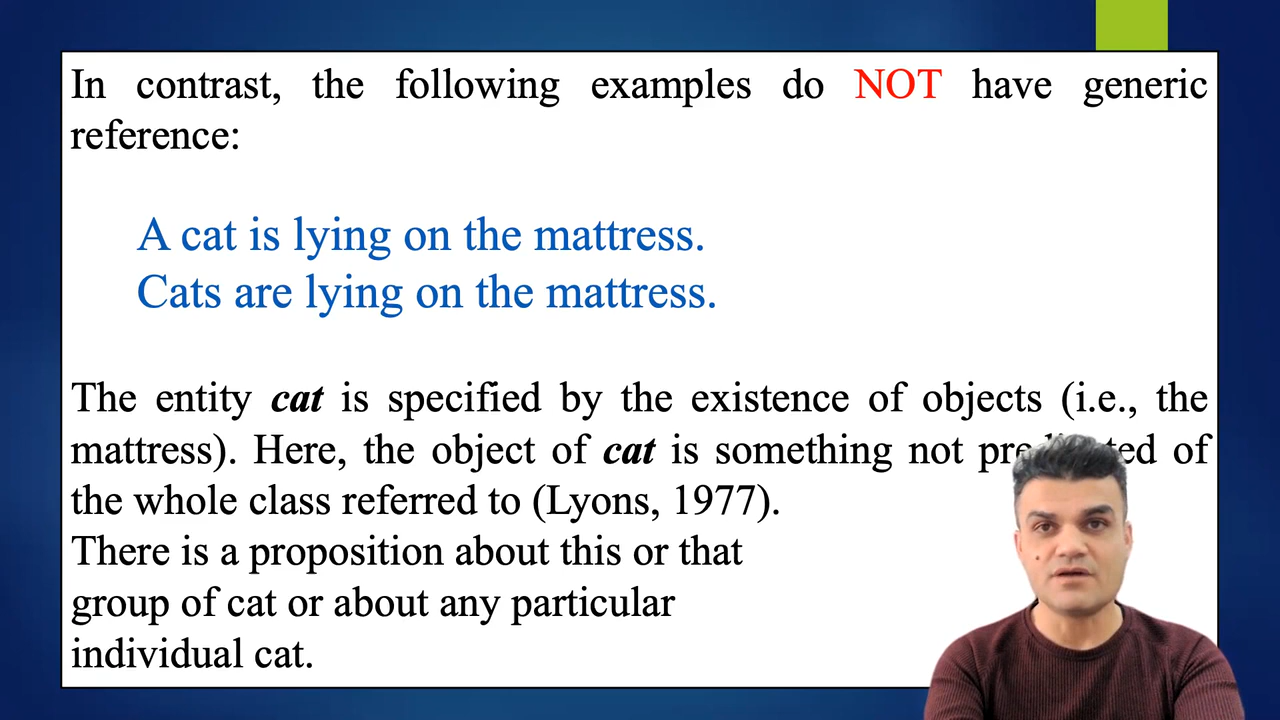 In contrast, the following examples do NOT have generic
reference:
A cat is lying on the mattress.
Cats are lying on the mattress.
The entity cat is specified by the existence of objects (i.e., the
mattress). Here, the object of cat is something not predicated of
the whole class referred to (Lyons, 1977).
There is a proposition about this or that
group of cat or about any particular
individual cat.